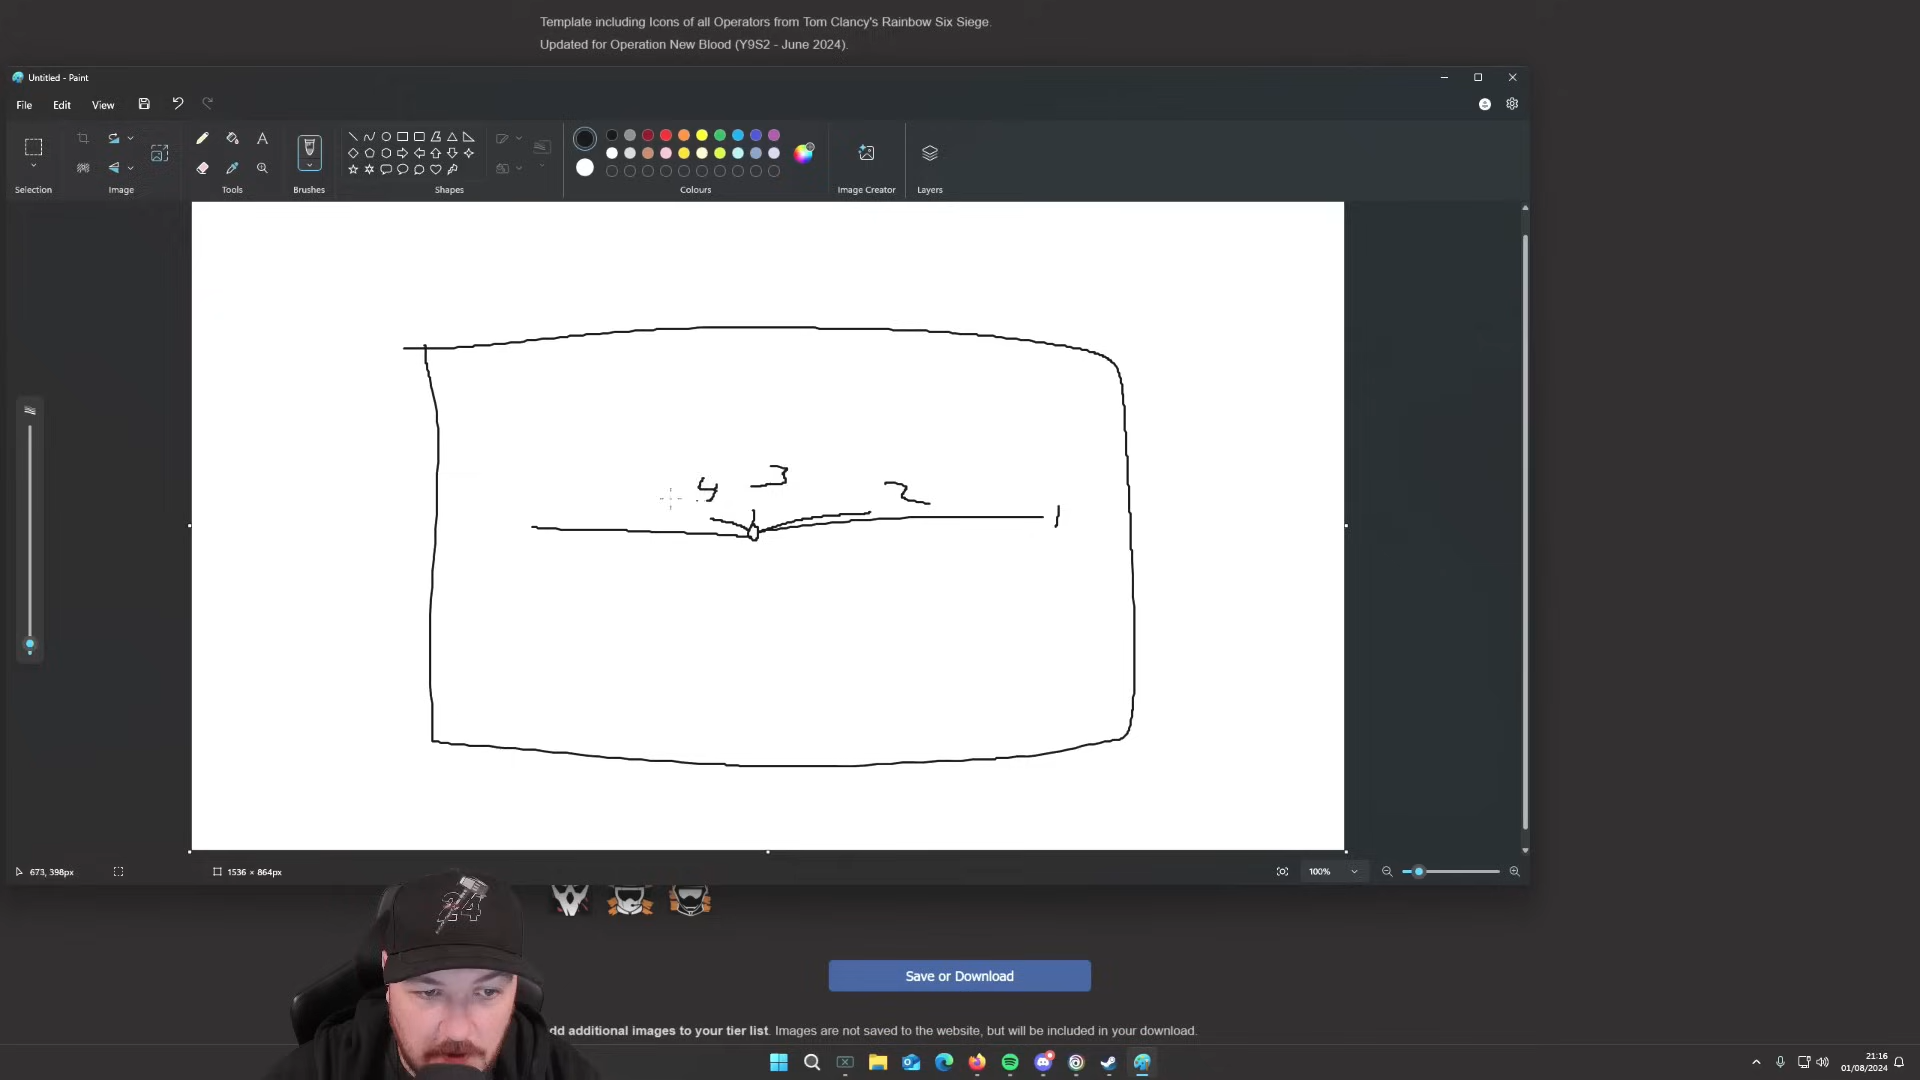 Template including Icons of all Operators from Tom Clancy's Rainbow Six Siege.
Updated for Operation New Blood (Y9S2 - June 2024).
Untitled - Paint
File Edit View
Selection Image Tools Brushes Shapes Colours Image Creator Layers
3
4 2
1
673, 398px 1536 × 864px 100%
24
Save or Download
dd additional images to your tier list. Images are not saved to the website, but will be included in your download.
21:16
01/08/2024